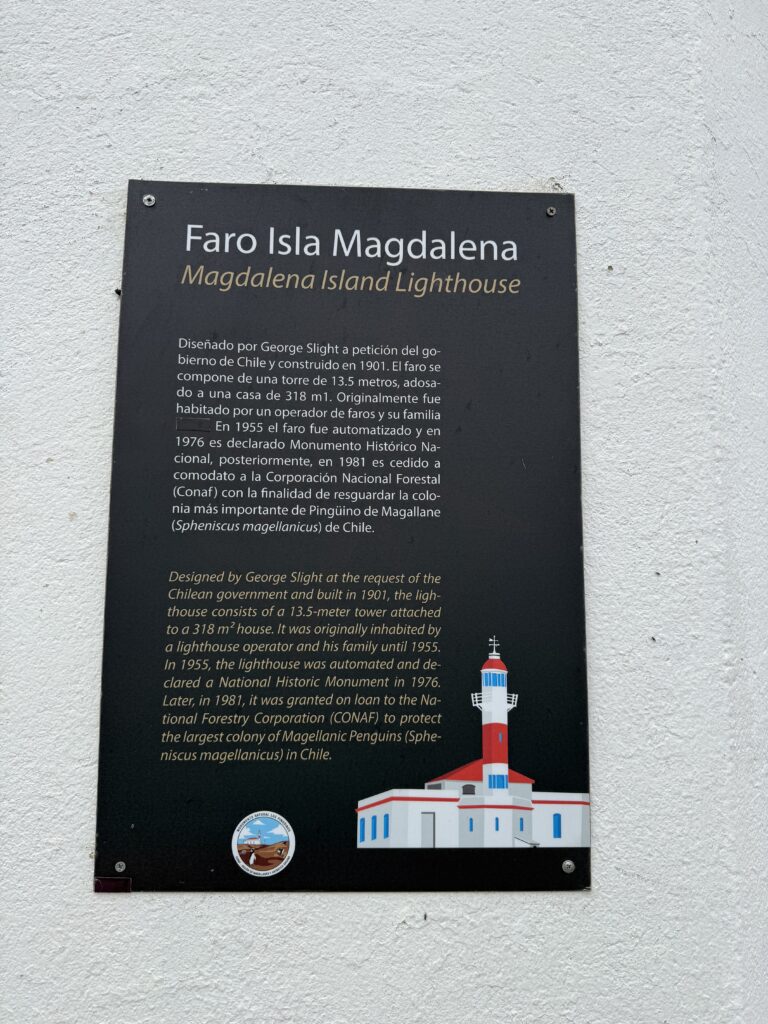 Faro Isla Magdalena
Magdalena Island Lighthouse
Diseñado por George Slight a petición del go-
bierno de Chile y construido en 1901. El faro se
compone de una torre de 13.5 metros, adosa-
do a una casa de 318 m1. Originalmente fue
habitado por un operador de faros y su familia
En 1955 el faro fue automatizado y en
1976 es declarado Monumento Histórico Na-
cional, posteriormente, en 1981 es cedido a
comodato a la Corporación Nacional Forestal
(Conaf) con la finalidad de resguardar la colo-
nia más importante de Pingüino de Magallane
(Spheniscus magellanicus) de Chile.
Designed by George Slight at the request of the
Chilean government and built in 1901, the ligh-
thouse consists of a 13.5-meter tower attached
to a 318 m² house. It was originally inhabited by
a lighthouse operator and his family until 1955.
In 1955, the lighthouse was automated and de-
clared a National Historic Monument in 1976.
Later, in 1981, it was granted on loan to the Na-
tional Forestry Corporation (CONAF) to protect
the largest colony of Magellanic Penguins (Sphe-
niscus magellanicus) in Chile.